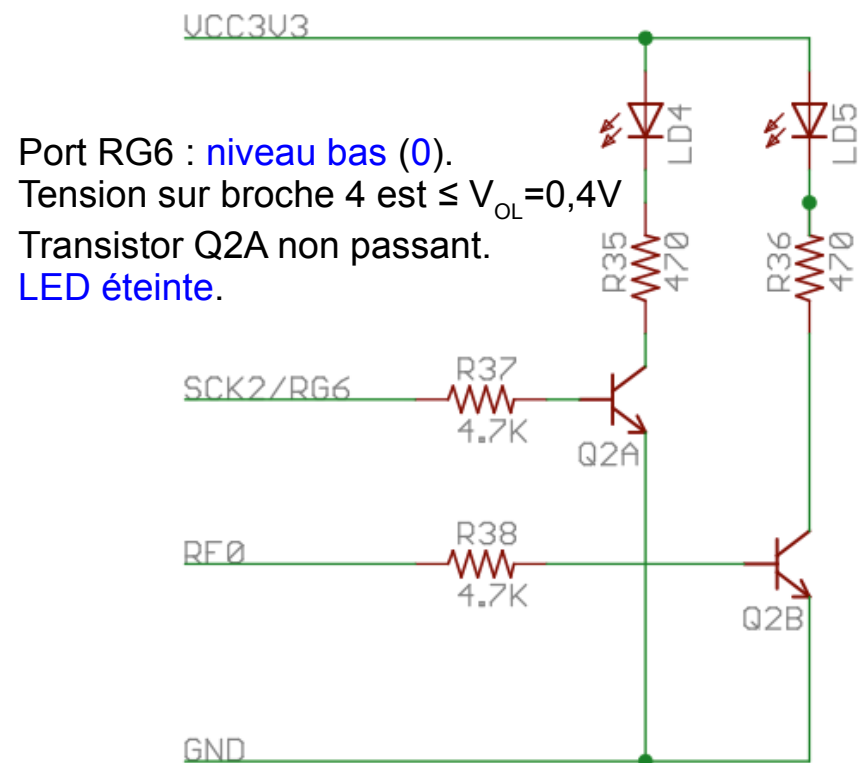 VCC3V3
LD4
LD5
Port RG6 : niveau bas (0).
Tension sur broche 4 est ≤ VOL=0,4V
Transistor Q2A non passant.
LED éteinte.
R35
470
R36
470
SCK2/RG6
R37
4.7K
Q2A
RF0
R38
4.7K
Q2B
GND